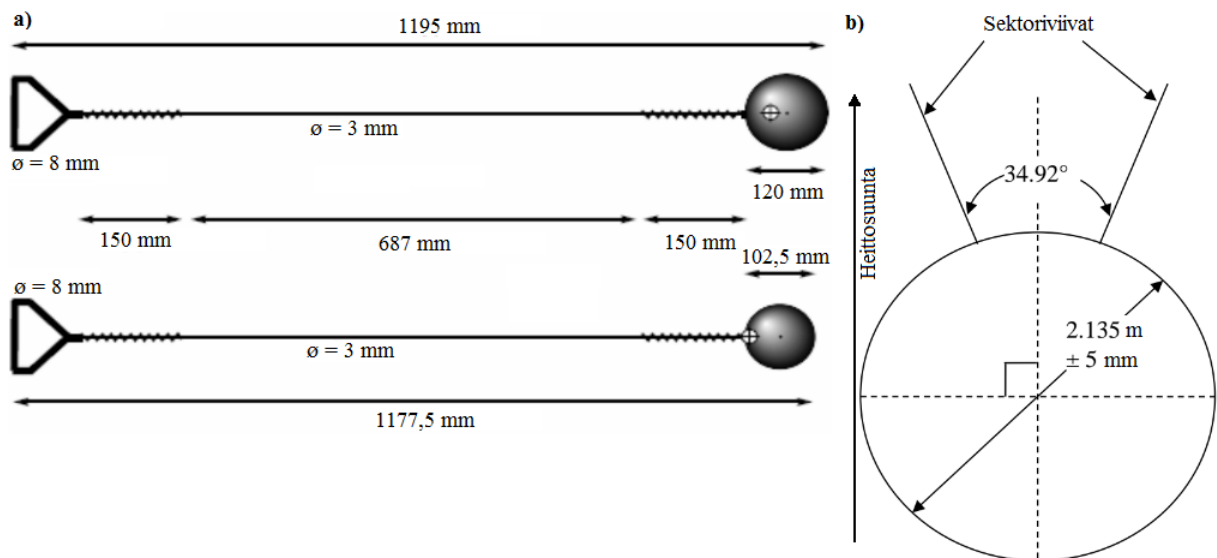 a)
1195 mm
ø = 3 mm
ø = 8 mm
120 mm
150 mm
687 mm
150 mm
102,5 mm
ø = 8 mm
ø = 3 mm
1177,5 mm
b)
Sektoriviivat
34.92°
Heittosuunta
2.135 m
± 5 mm